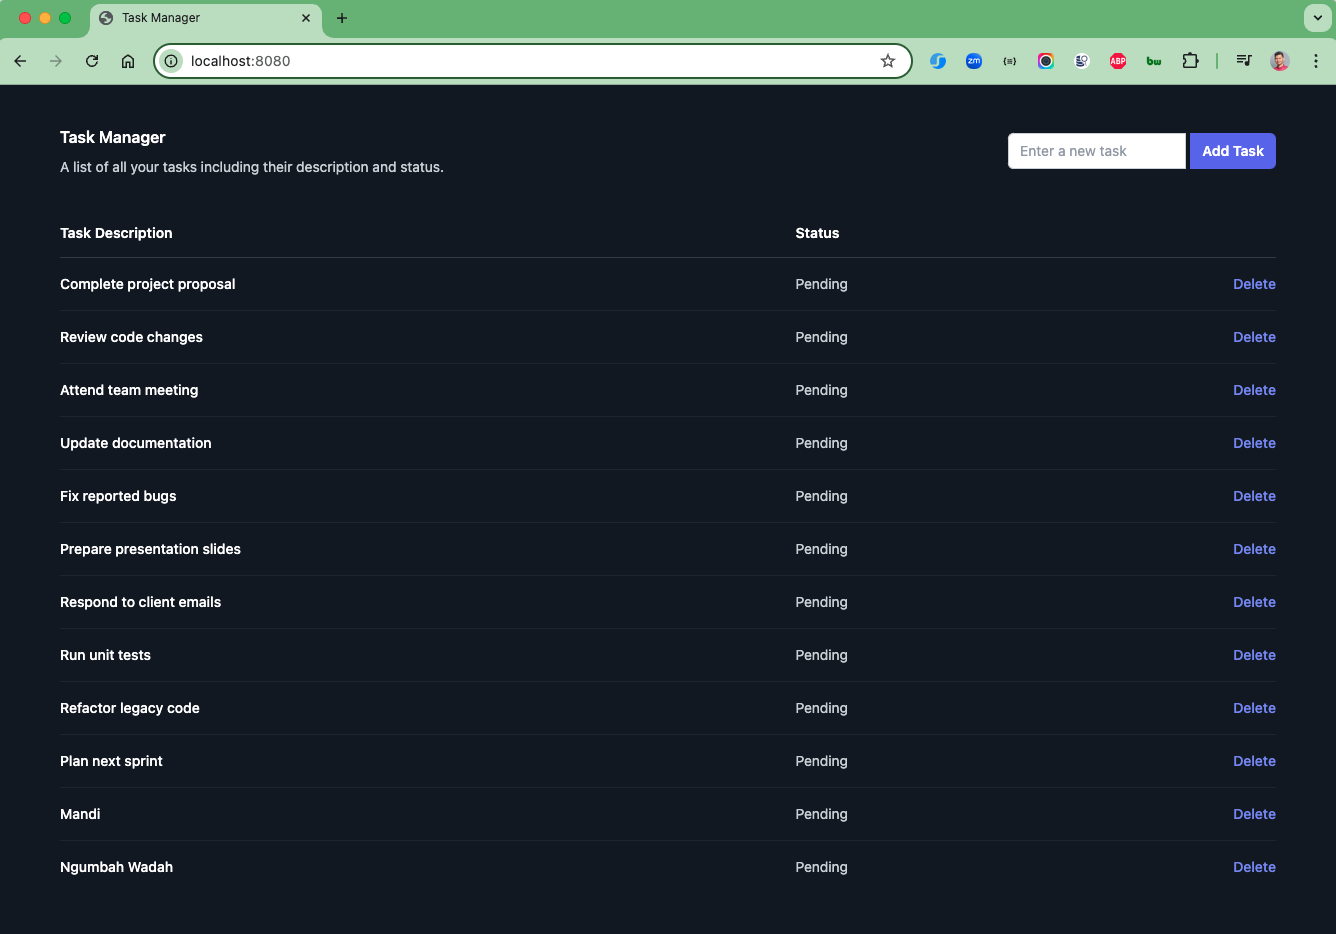 Task Manager
localhost:8080
zm
ABP
bw
Task Manager
A list of all your tasks including their description and status.
Enter a new task
Add Task
Task Description Status
Complete project proposal Pending Delete
Review code changes Pending Delete
Attend team meeting Pending Delete
Update documentation Pending Delete
Fix reported bugs Pending Delete
Prepare presentation slides Pending Delete
Respond to client emails Pending Delete
Run unit tests Pending Delete
Refactor legacy code Pending Delete
Plan next sprint Pending Delete
Mandi Pending Delete
Ngumbah Wadah Pending Delete